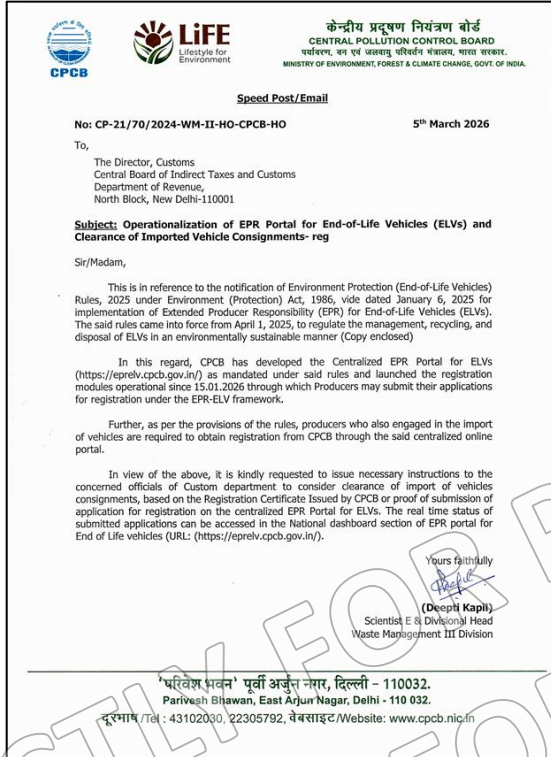 CPCB
LiFE
Lifestyle for
Environment
केन्द्रीय प्रदूषण नियंत्रण बोर्ड
CENTRAL POLLUTION CONTROL BOARD
पर्यावरण, वन एवं जलवायु परिवर्तन मंत्रालय, भारत सरकार.
MINISTRY OF ENVIRONMENT, FOREST & CLIMATE CHANGE, GOVT. OF INDIA.
Speed Post/Email
No: CP-21/70/2024-WM-II-HO-CPCB-HO 5th March 2026
To,
The Director, Customs
Central Board of Indirect Taxes and Customs
Department of Revenue,
North Block, New Delhi-110001
Subject: Operationalization of EPR Portal for End-of-Life Vehicles (ELVs) and
Clearance of Imported Vehicle Consignments- reg
Sir/Madam,
This is in reference to the notification of Environment Protection (End-of-Life Vehicles)
Rules, 2025 under Environment (Protection) Act, 1986, vide dated January 6, 2025 for
implementation of Extended Producer Responsibility (EPR) for End-of-Life Vehicles (ELVs).
The said rules came into force from April 1, 2025, to regulate the management, recycling, and
disposal of ELVs in an environmentally sustainable manner (Copy enclosed)
In this regard, CPCB has developed the Centralized EPR Portal for ELVs
(https://eprelv.cpcb.gov.in/) as mandated under said rules and launched the registration
modules operational since 15.01.2026 through which Producers may submit their applications
for registration under the EPR-ELV framework.
Further, as per the provisions of the rules, producers who also engaged in the import
of vehicles are required to obtain registration from CPCB through the said centralized online
portal.
In view of the above, it is kindly requested to issue necessary instructions to the
concerned officials of Custom department to consider clearance of import of vehicles
consignments, based on the Registration Certificate Issued by CPCB or proof of submission of
application for registration on the centralized EPR Portal for ELVs. The real time status of
submitted applications can be accessed in the National dashboard section of EPR portal for
End of Life vehicles (URL: (https://eprelv.cpcb.gov.in/).
Yours faithfully
(Deepti Kapil)
Scientist E & Divisional Head
Waste Management III Division
'परिवेश भवन' पूर्वी अर्जुन नगर, दिल्ली - 110032.
Parivesh Bhawan, East Arjun Nagar, Delhi - 110 032.
दूरभाष/Tel : 43102030, 22305792, वेबसाइट/Website: www.cpcb.nic.in